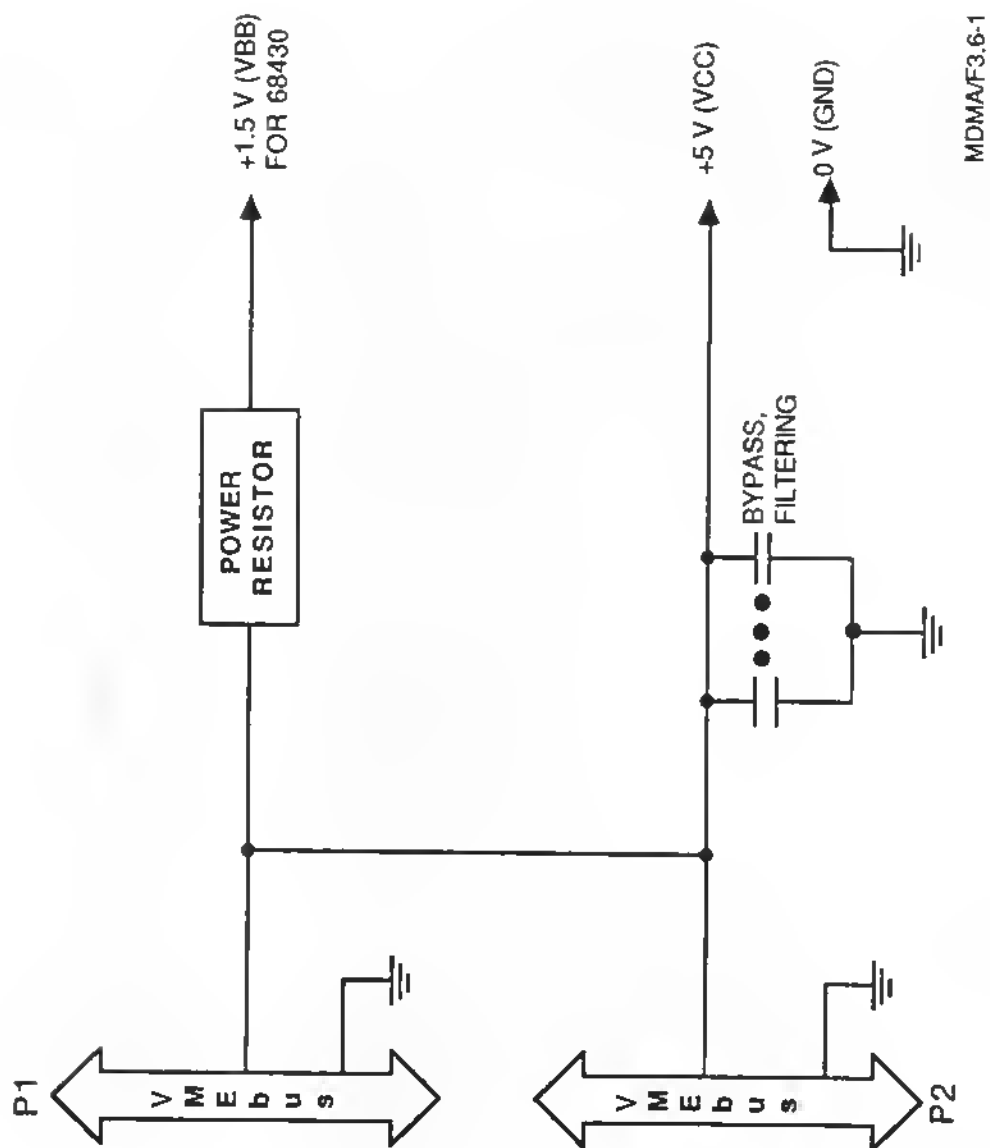 P1
VMEbus
POWER
RESISTOR
+1.5 V (VBB)
FOR 68430
P2
VMEbus
BYPASS,
FILTERING
+5 V (VCC)
0 V (GND)
MDMA/F3.6-1